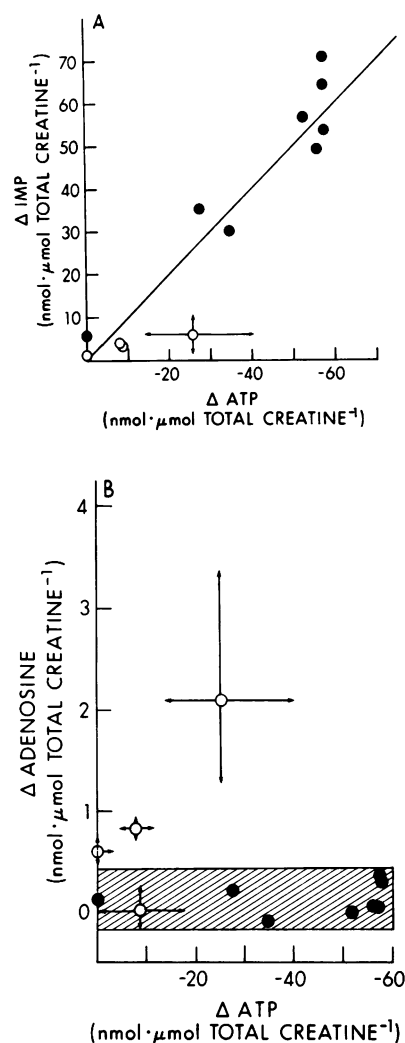 A
Δ IMP
(nmol·μmol TOTAL CREATINE⁻¹)
70
60
50
40
30
20
10
-20 -40 -60
Δ ATP
(nmol·μmol TOTAL CREATINE⁻¹)
B
Δ ADENOSINE
(nmol·μmol TOTAL CREATINE⁻¹)
4
3
2
1
0
-20 -40 -60
Δ ATP
(nmol·μmol TOTAL CREATINE⁻¹)